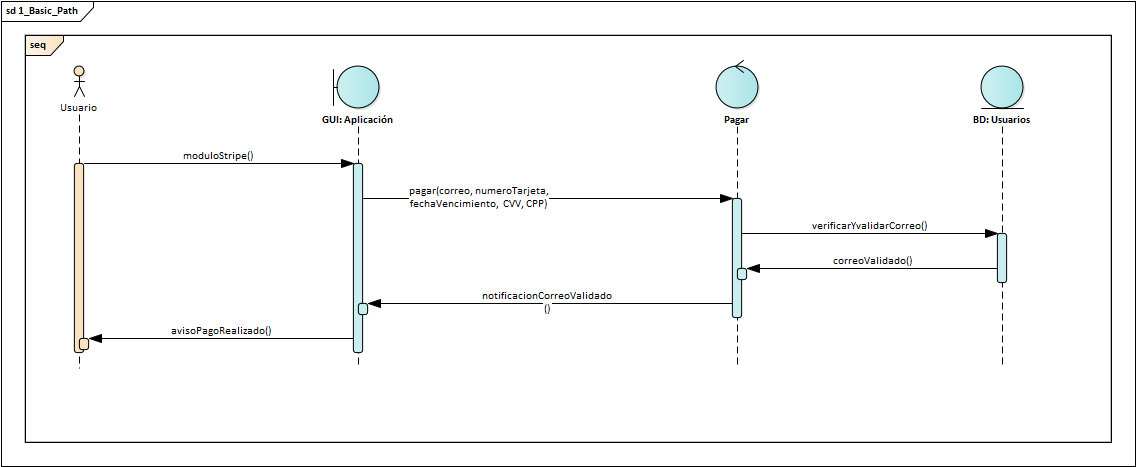 sd 1_Basic_Path
seq
Usuario
GUI: Aplicación
Pagar
BD: Usuarios
moduloStripe()
pagar(correo, numeroTarjeta,
fechaVencimiento, CVV, CPP)
verificarYvalidarCorreo()
correoValidado()
notificacionCorreoValidado
()
avisoPagoRealizado()